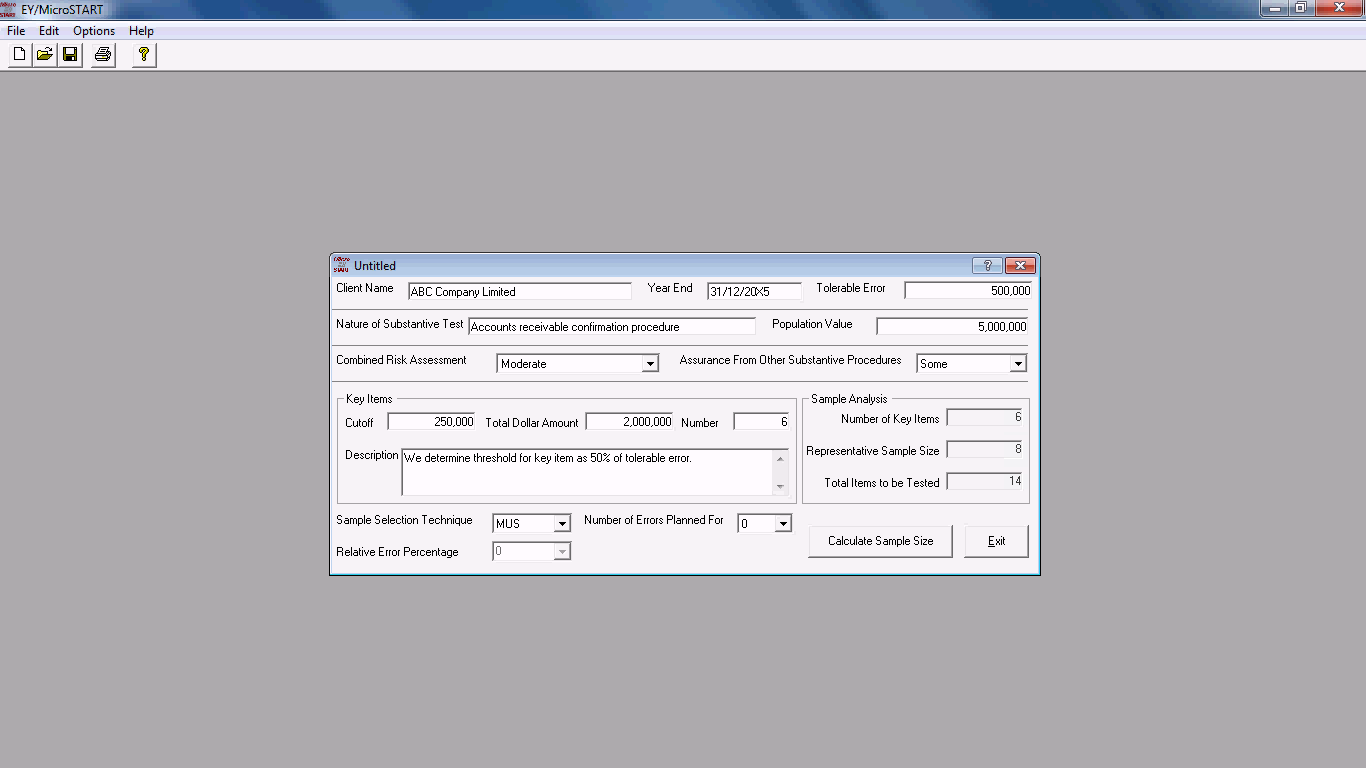 EY/MicroSTART
File Edit Options Help
Untitled
Client Name ABC Company Limited Year End 31/12/20X5 Tolerable Error 500,000
Nature of Substantive Test Accounts receivable confirmation procedure Population Value 5,000,000
Combined Risk Assessment Moderate Assurance From Other Substantive Procedures Some
Key Items Sample Analysis
Cutoff 250,000 Total Dollar Amount 2,000,000 Number 6 Number of Key Items 6
Description We determine threshold for key item as 50% of tolerable error. Representative Sample Size 8
Total Items to be Tested 14
Sample Selection Technique MUS Number of Errors Planned For 0
Calculate Sample Size Exit
Relative Error Percentage 0